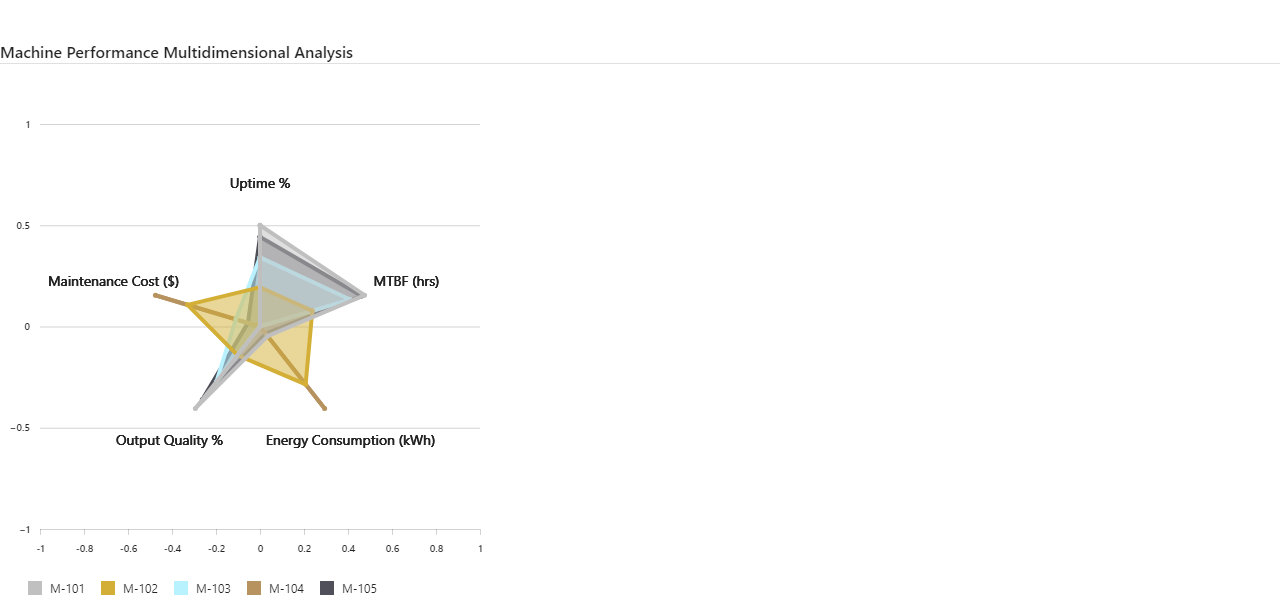 Machine Performance Multidimensional Analysis
1
Uptime %
0.5
Maintenance Cost ($)
MTBF (hrs)
0
−0.5
Output Quality %
Energy Consumption (kWh)
−1
-1 -0.8 -0.6 -0.4 -0.2 0 0.2 0.4 0.6 0.8 1
M-101 M-102 M-103 M-104 M-105